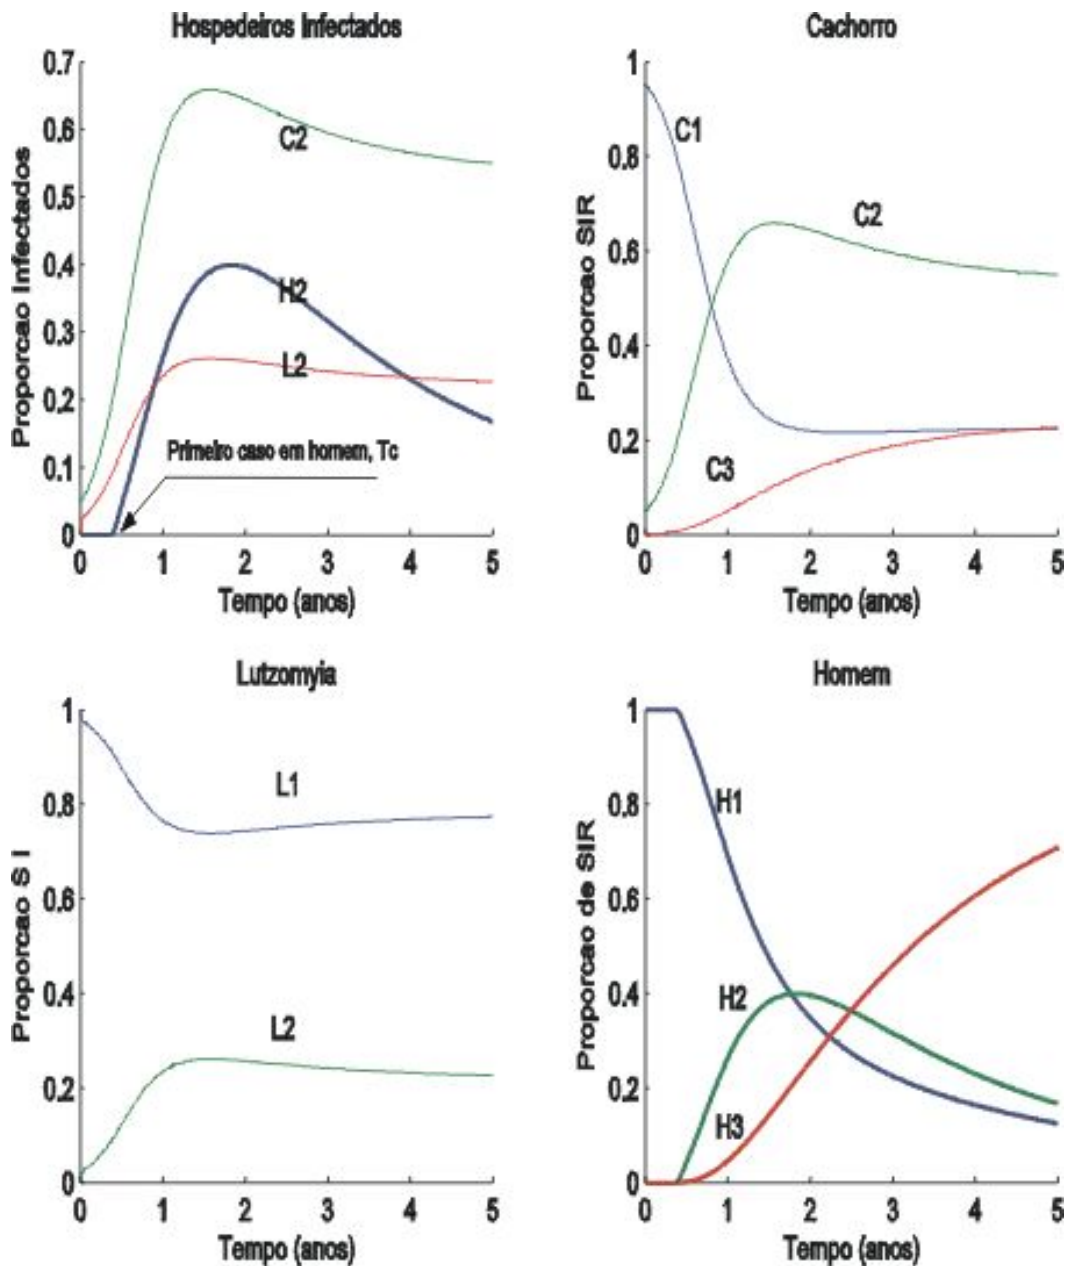 Hospedeiros Infectados
Proporcao Infectados
0.7
0.6
0.5
0.4
0.3
0.2
0.1
0
C2
H2
L2
Primeiro caso em homem, Tc
0 1 2 3 4 5
Tempo (anos)
Cachorro
Proporcao SIR
1
0.8
0.6
0.4
0.2
0
C1
C2
C3
0 1 2 3 4 5
Tempo (anos)
Lutzomyia
Proporcao S I
1
0.8
0.6
0.4
0.2
0
L1
L2
0 1 2 3 4 5
Tempo (anos)
Homem
Proporcao de SIR
1
0.8
0.6
0.4
0.2
0
H1
H2
H3
0 1 2 3 4 5
Tempo (anos)